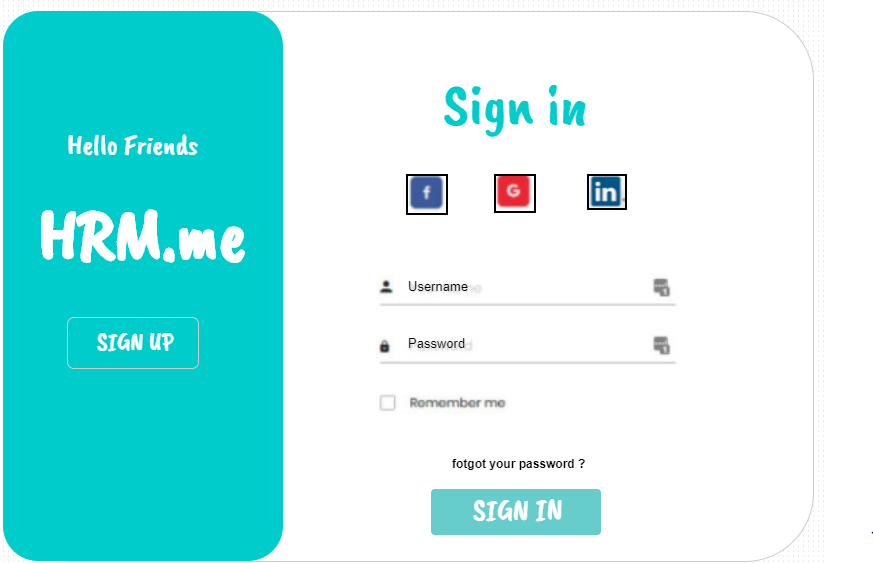 Hello Friends
HRM.me
SIGN UP
Sign in
f
G
in
Username
Password
Remember me
fotgot your password ?
SIGN IN